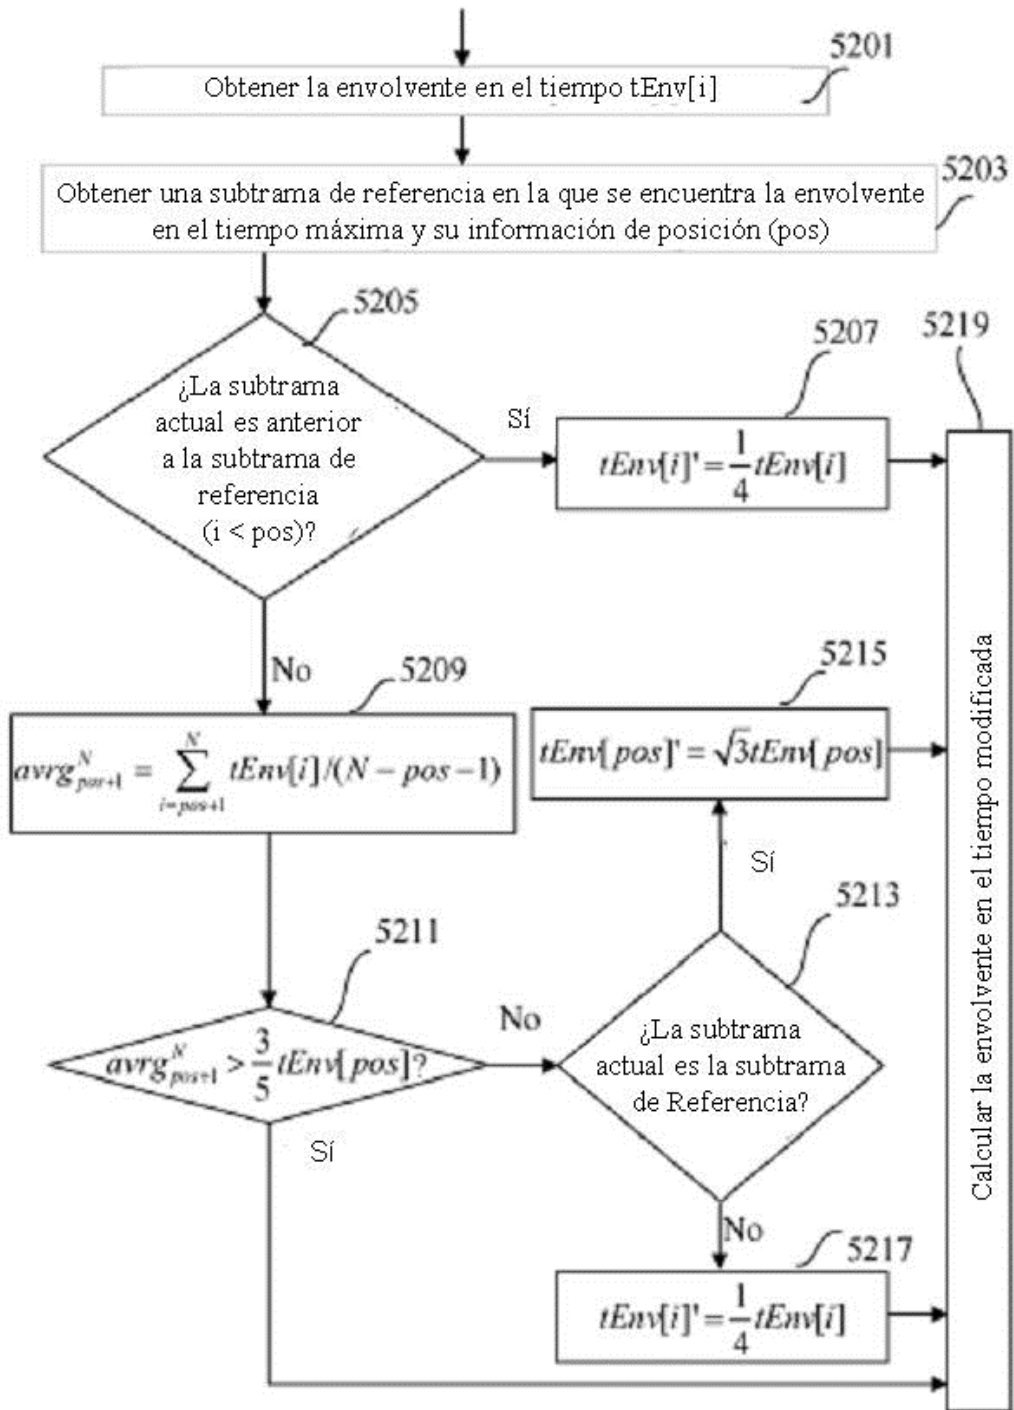 5201
Obtener la envolvente en el tiempo tEnv[i]
5203
Obtener una subtrama de referencia en la que se encuentra la envolvente
en el tiempo máxima y su información de posición (pos)
5205
¿La subtrama
actual es anterior
a la subtrama de
referencia
(i < pos)?
Sí
5207
tEnv[i]' = 1/4 tEnv[i]
5219
No
5209
avrg^N_{pos+1} = ∑_{i=pos+1}^{N} tEnv[i]/(N − pos − 1)
5215
tEnv[pos]' = √3tEnv[pos]
Sí
5211
avrg^N_{pos+1} > 3/5 tEnv[pos]?
No
Sí
5213
¿La subtrama
actual es la subtrama
de Referencia?
No
5217
tEnv[i]' = 1/4 tEnv[i]
Calcular la envolvente en el tiempo modificada